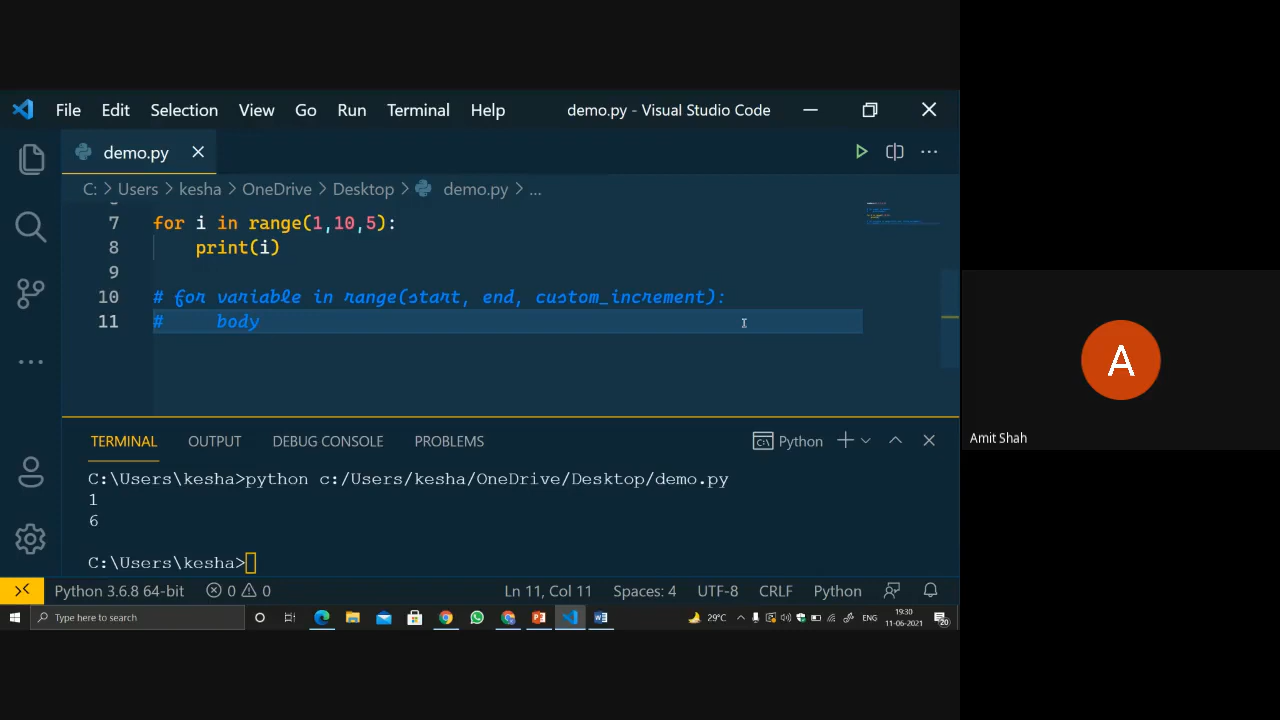 File Edit Selection View Go Run Terminal Help demo.py - Visual Studio Code
demo.py
C: > Users > kesha > OneDrive > Desktop > demo.py > ...
7 for i in range(1,10,5):
8     print(i)
9
10 # for variable in range(start, end, custom_increment):
11 #     body
TERMINAL OUTPUT DEBUG CONSOLE PROBLEMS Python
C:\Users\kesha>python c:/Users/kesha/OneDrive/Desktop/demo.py
1
6
C:\Users\kesha>
Python 3.6.8 64-bit 0 0 Ln 11, Col 11 Spaces: 4 UTF-8 CRLF Python
Type here to search 29°C ENG 19:30
11-06-2021 20
A
Amit Shah